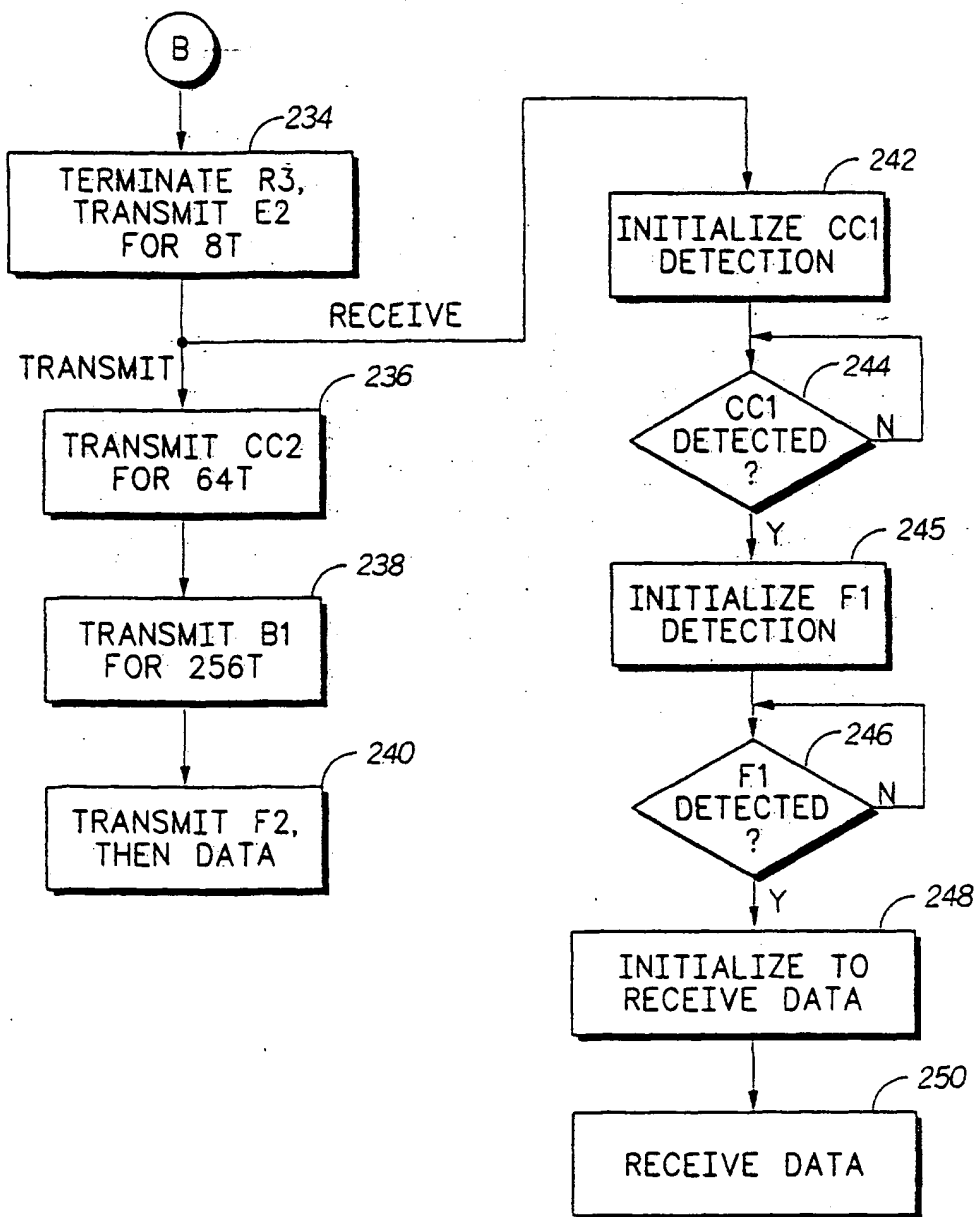 B
234
TERMINATE R3,
TRANSMIT E2
FOR 8T
RECEIVE
TRANSMIT
236
TRANSMIT CC2
FOR 64T
238
TRANSMIT B1
FOR 256T
240
TRANSMIT F2,
THEN DATA
242
INITIALIZE CC1
DETECTION
244
CC1
DETECTED
?
N
Y
245
INITIALIZE F1
DETECTION
246
F1
DETECTED
?
N
Y
248
INITIALIZE TO
RECEIVE DATA
250
RECEIVE DATA